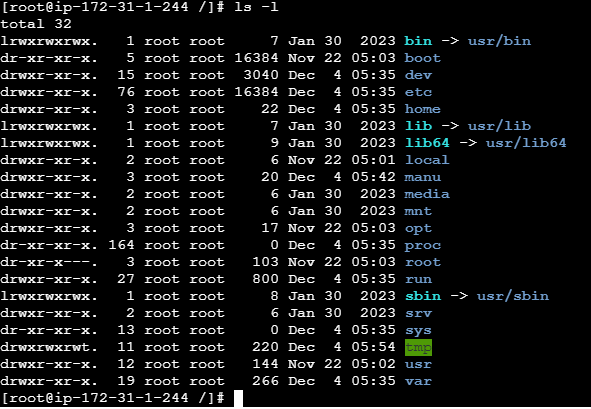 [root@ip-172-31-1-244 /]# ls -l
total 32
lrwxrwxrwx.   1 root root     7 Jan 30  2023 bin -> usr/bin
dr-xr-xr-x.   5 root root 16384 Nov 22 05:03 boot
drwxr-xr-x.  15 root root  3040 Dec  4 05:35 dev
drwxr-xr-x.  76 root root 16384 Dec  4 05:35 etc
drwxr-xr-x.   3 root root    22 Dec  4 05:35 home
lrwxrwxrwx.   1 root root     7 Jan 30  2023 lib -> usr/lib
lrwxrwxrwx.   1 root root     9 Jan 30  2023 lib64 -> usr/lib64
drwxr-xr-x.   2 root root     6 Nov 22 05:01 local
drwxr-xr-x.   3 root root    20 Dec  4 05:42 manu
drwxr-xr-x.   2 root root     6 Jan 30  2023 media
drwxr-xr-x.   2 root root     6 Jan 30  2023 mnt
drwxr-xr-x.   3 root root    17 Nov 22 05:03 opt
dr-xr-xr-x. 164 root root     0 Dec  4 05:35 proc
dr-xr-x---.   3 root root   103 Nov 22 05:03 root
drwxr-xr-x.  27 root root   800 Dec  4 05:35 run
lrwxrwxrwx.   1 root root     8 Jan 30  2023 sbin -> usr/sbin
drwxr-xr-x.   2 root root     6 Jan 30  2023 srv
dr-xr-xr-x.  13 root root     0 Dec  4 05:35 sys
drwxrwxrwt.  11 root root   220 Dec  4 05:54 tmp
drwxr-xr-x.  12 root root   144 Nov 22 05:02 usr
drwxr-xr-x.  19 root root   266 Dec  4 05:35 var
[root@ip-172-31-1-244 /]#